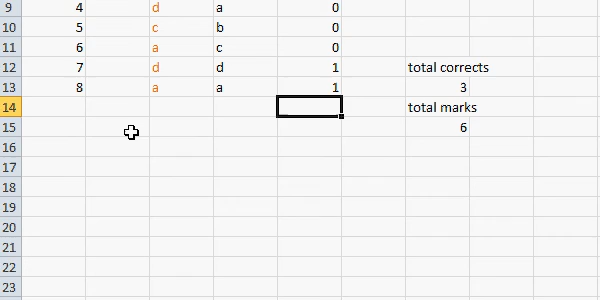 9 4 d a 0
10 5 c b 0
11 6 a c 0
12 7 d d 1 total corrects
13 8 a a 1 3
14 total marks
15 6
16
17
18
19
20
21
22
23